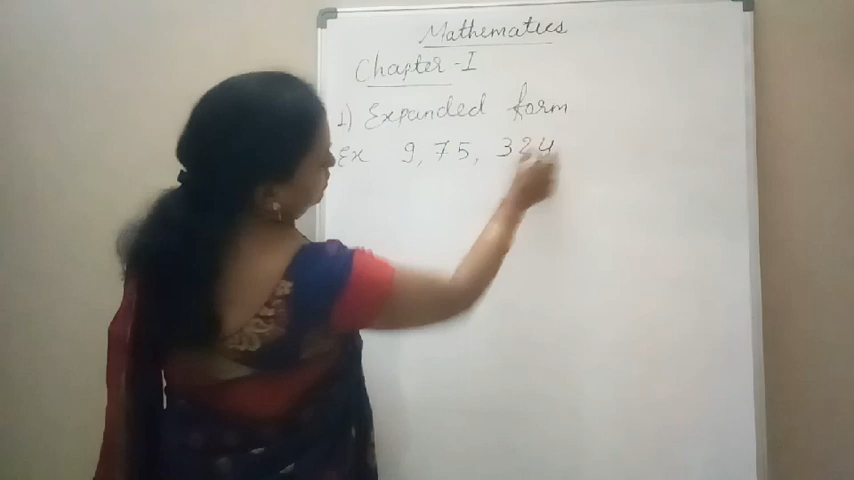 Mathematics
Chapter-I
1) Expanded form
Ex 9,75, 324